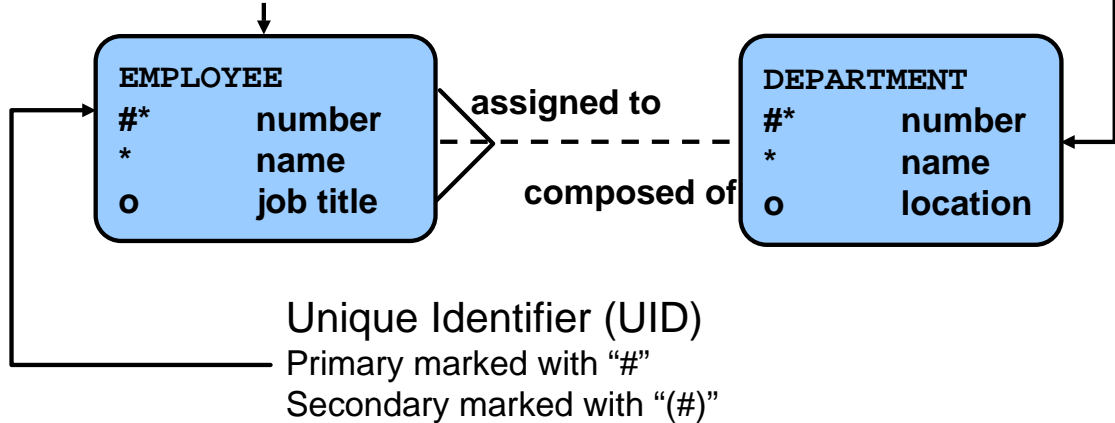 EMPLOYEE
#* number
* name
o job title
assigned to
composed of
DEPARTMENT
#* number
* name
o location
Unique Identifier (UID)
Primary marked with “#”
Secondary marked with “(#)”